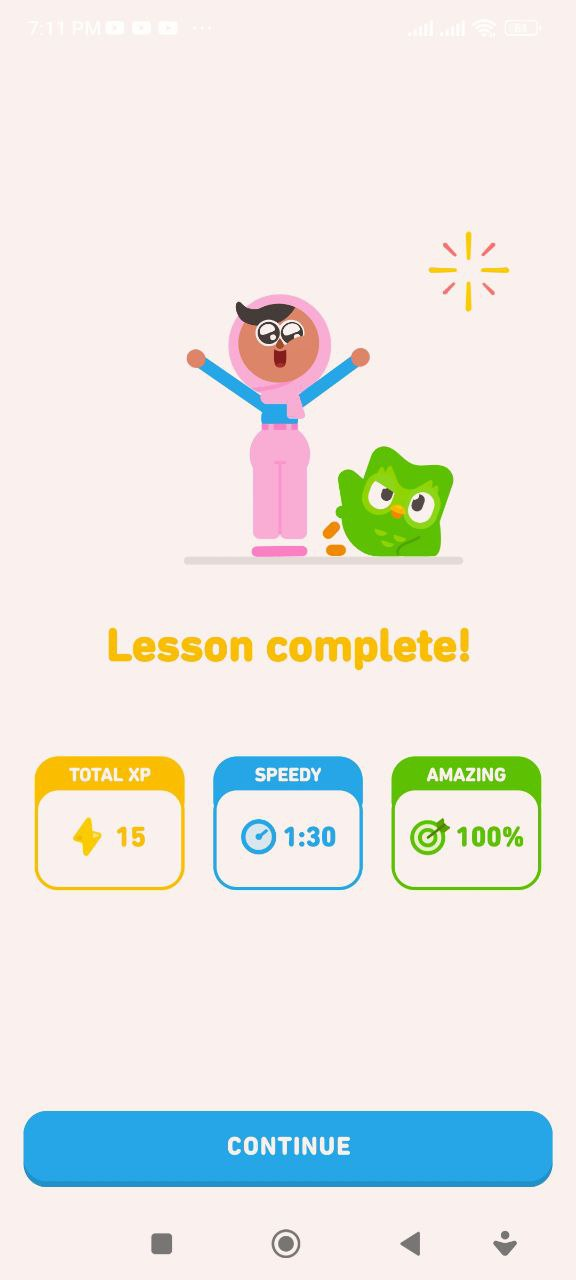 7:11 PM
Lesson complete!
TOTAL XP
SPEEDY
AMAZING
15
1:30
100%
CONTINUE